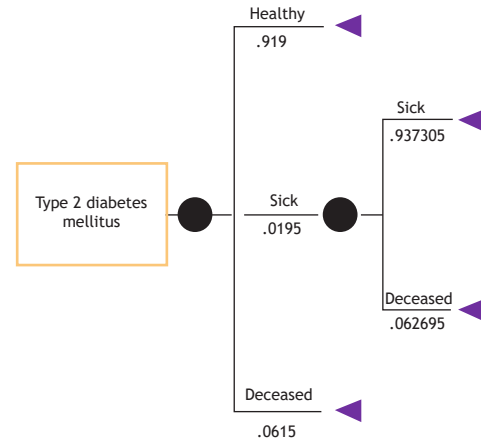 Healthy
.919
Sick
.937305
Type 2 diabetes
mellitus
Sick
.0195
Deceased
.062695
Deceased
.0615